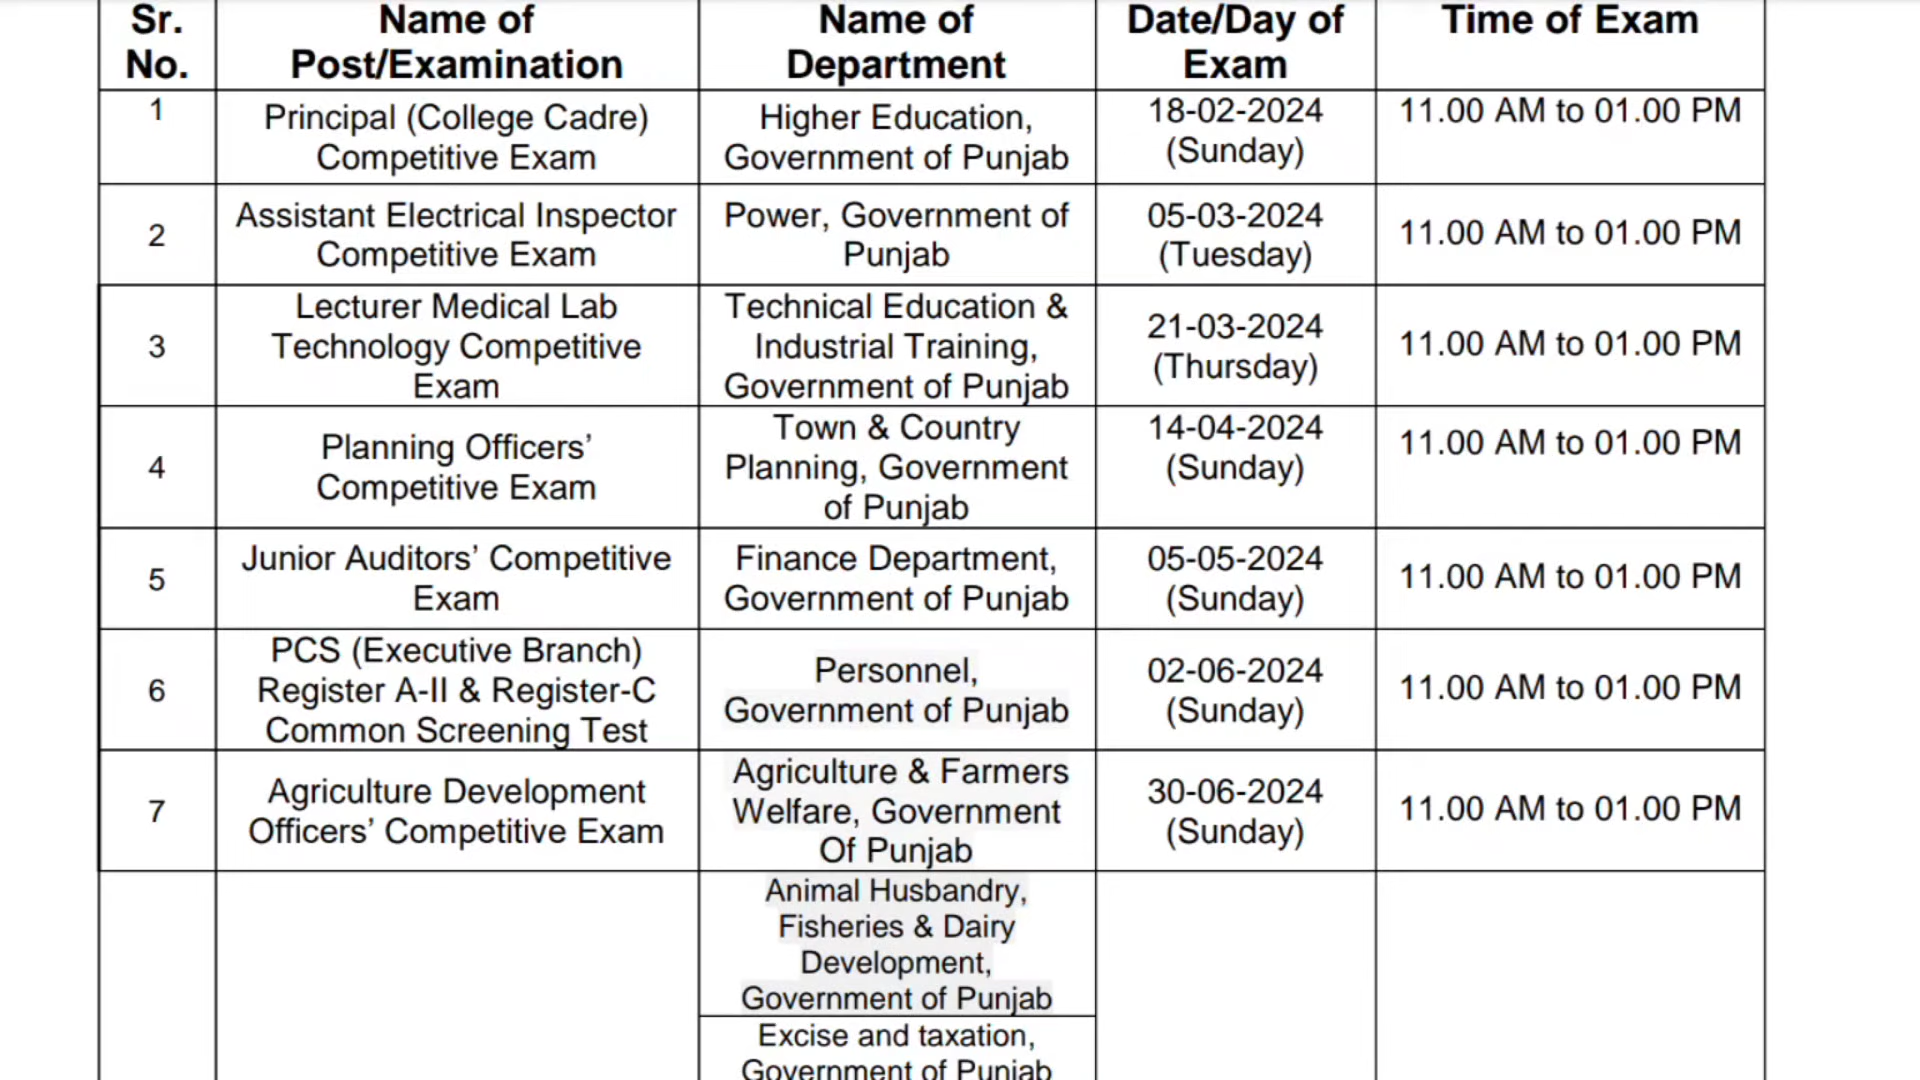 Sr.
No.
Name of
Post/Examination
Name of
Department
Date/Day of
Exam
Time of Exam
1
Principal (College Cadre)
Competitive Exam
Higher Education,
Government of Punjab
18-02-2024
(Sunday)
11.00 AM to 01.00 PM
2
Assistant Electrical Inspector
Competitive Exam
Power, Government of
Punjab
05-03-2024
(Tuesday)
11.00 AM to 01.00 PM
3
Lecturer Medical Lab
Technology Competitive
Exam
Technical Education &
Industrial Training,
Government of Punjab
21-03-2024
(Thursday)
11.00 AM to 01.00 PM
4
Planning Officers’
Competitive Exam
Town & Country
Planning, Government
of Punjab
14-04-2024
(Sunday)
11.00 AM to 01.00 PM
5
Junior Auditors’ Competitive
Exam
Finance Department,
Government of Punjab
05-05-2024
(Sunday)
11.00 AM to 01.00 PM
6
PCS (Executive Branch)
Register A-II & Register-C
Common Screening Test
Personnel,
Government of Punjab
02-06-2024
(Sunday)
11.00 AM to 01.00 PM
7
Agriculture Development
Officers’ Competitive Exam
Agriculture & Farmers
Welfare, Government
Of Punjab
30-06-2024
(Sunday)
11.00 AM to 01.00 PM
Animal Husbandry,
Fisheries & Dairy
Development,
Government of Punjab
Excise and taxation,
Government of Punjab